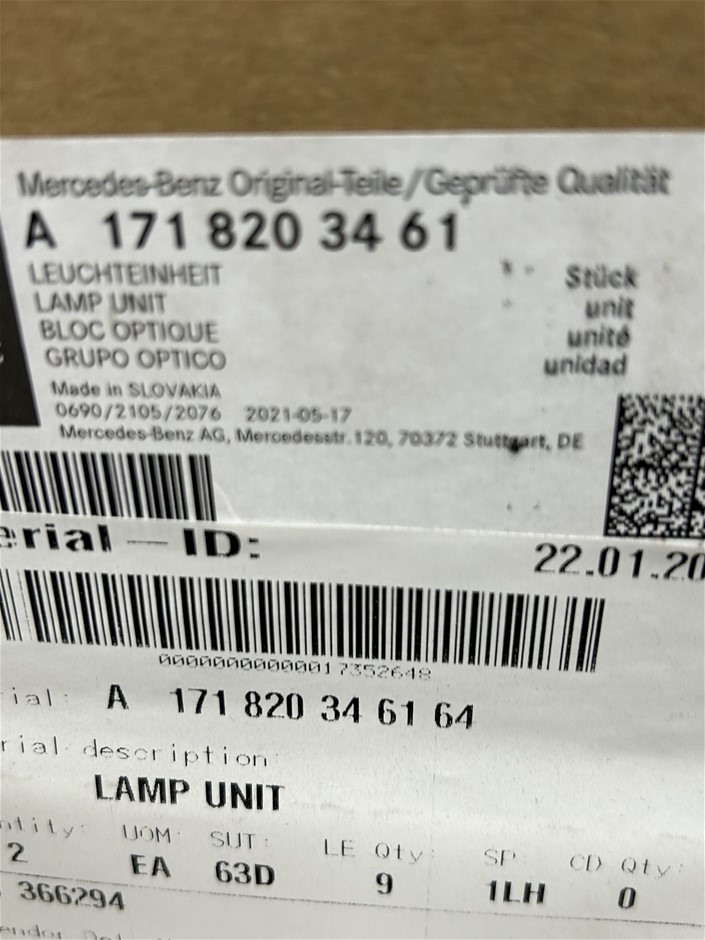 Mercedes-Benz Original-Teile/Geprüfte Qualität
A 171 820 34 61
LEUCHTEINHEIT Stück
LAMP UNIT unit
BLOC OPTIQUE unité
GRUPO OPTICO unidad
Made in SLOVAKIA
0690/2105/2076 2021-05-17
Mercedes-Benz AG, Mercedesstr. 120, 70372 Stuttgart, DE
erial — ID: 22.01.20
00000000000017352648
ial: A 171 820 34 61 64
rial description:
LAMP UNIT
ntity: UOM: SUT: LE Qty: SP CD Qty:
2 EA 63D 9 1LH 0
366294